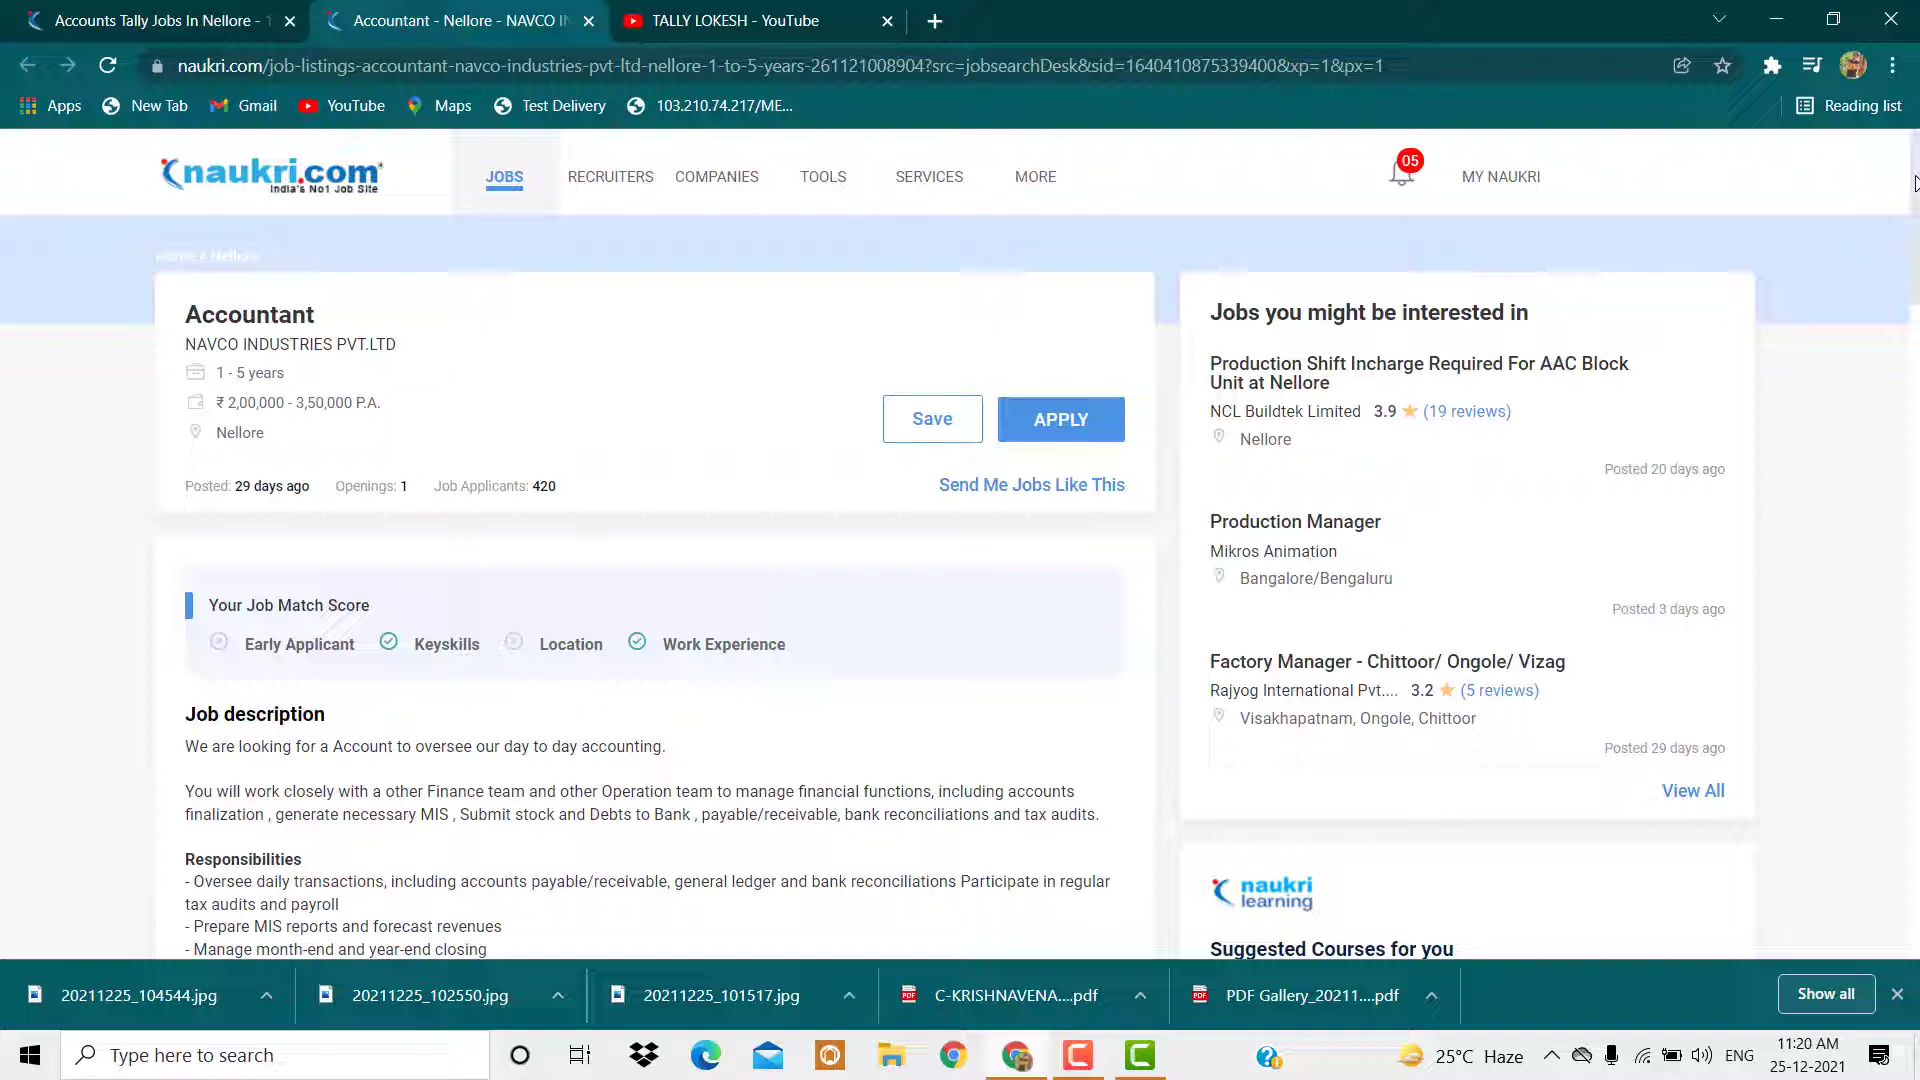 Accounts Tally Jobs In Nellore -
Accountant - Nellore - NAVCO IN
TALLY LOKESH - YouTube
naukri.com/job-listings-accountant-navco-industries-pvt-ltd-nellore-1-to-5-years-261121008904?src=jobsearchDesk&sid=1640410875339400&xp=1&px=1
Apps New Tab Gmail YouTube Maps Test Delivery 103.210.74.217/ME... Reading list
naukri.com
India's No1 Job Site
JOBS RECRUITERS COMPANIES TOOLS SERVICES MORE 05 MY NAUKRI
Home Nellore
Accountant
NAVCO INDUSTRIES PVT.LTD
1 - 5 years
₹ 2,00,000 - 3,50,000 P.A.
Nellore
Save APPLY
Posted: 29 days ago Openings: 1 Job Applicants: 420
Send Me Jobs Like This
Your Job Match Score
Early Applicant Keyskills Location Work Experience
Job description
We are looking for a Account to oversee our day to day accounting.
You will work closely with a other Finance team and other Operation team to manage financial functions, including accounts
finalization , generate necessary MIS , Submit stock and Debts to Bank , payable/receivable, bank reconciliations and tax audits.
Responsibilities
- Oversee daily transactions, including accounts payable/receivable, general ledger and bank reconciliations Participate in regular
tax audits and payroll
- Prepare MIS reports and forecast revenues
- Manage month-end and year-end closing
Jobs you might be interested in
Production Shift Incharge Required For AAC Block
Unit at Nellore
NCL Buildtek Limited 3.9 (19 reviews)
Nellore
Posted 20 days ago
Production Manager
Mikros Animation
Bangalore/Bengaluru
Posted 3 days ago
Factory Manager - Chittoor/ Ongole/ Vizag
Rajyog International Pvt.... 3.2 (5 reviews)
Visakhapatnam, Ongole, Chittoor
Posted 29 days ago
View All
naukri
learning
Suggested Courses for you
20211225_104544.jpg 20211225_102550.jpg 20211225_101517.jpg C-KRISHNAVENA....pdf PDF Gallery_20211....pdf Show all
Type here to search
25°C Haze ENG
11:20 AM
25-12-2021